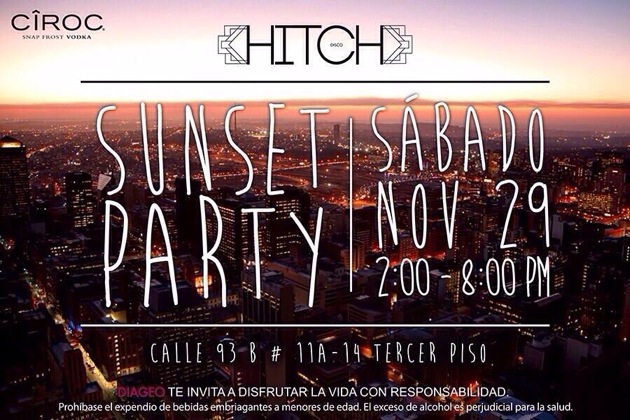 CÎROC
SNAP FROST VODKA
HITCH
DISCO
SUNSET
PARTY
SÁBADO
NOV 29
2:00 - 8:00 PM
CALLE 93 B # 11A-14 TERCER PISO
DIAGEO TE INVITA A DISFRUTAR LA VIDA CON RESPONSABILIDAD.
Prohíbase el expendio de bebidas embriagantes a menores de edad. El exceso de alcohol es perjudicial para la salud.